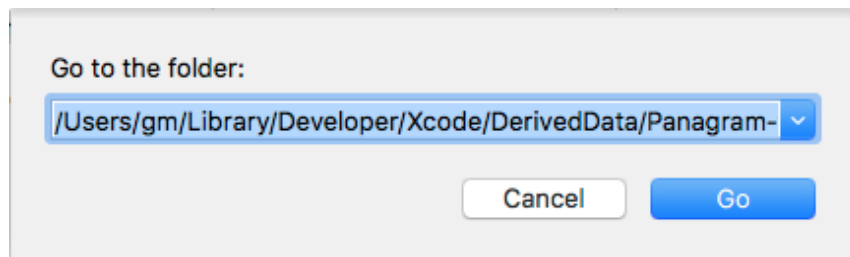 Go to the folder:
/Users/gm/Library/Developer/Xcode/DerivedData/Panagram-
Cancel Go